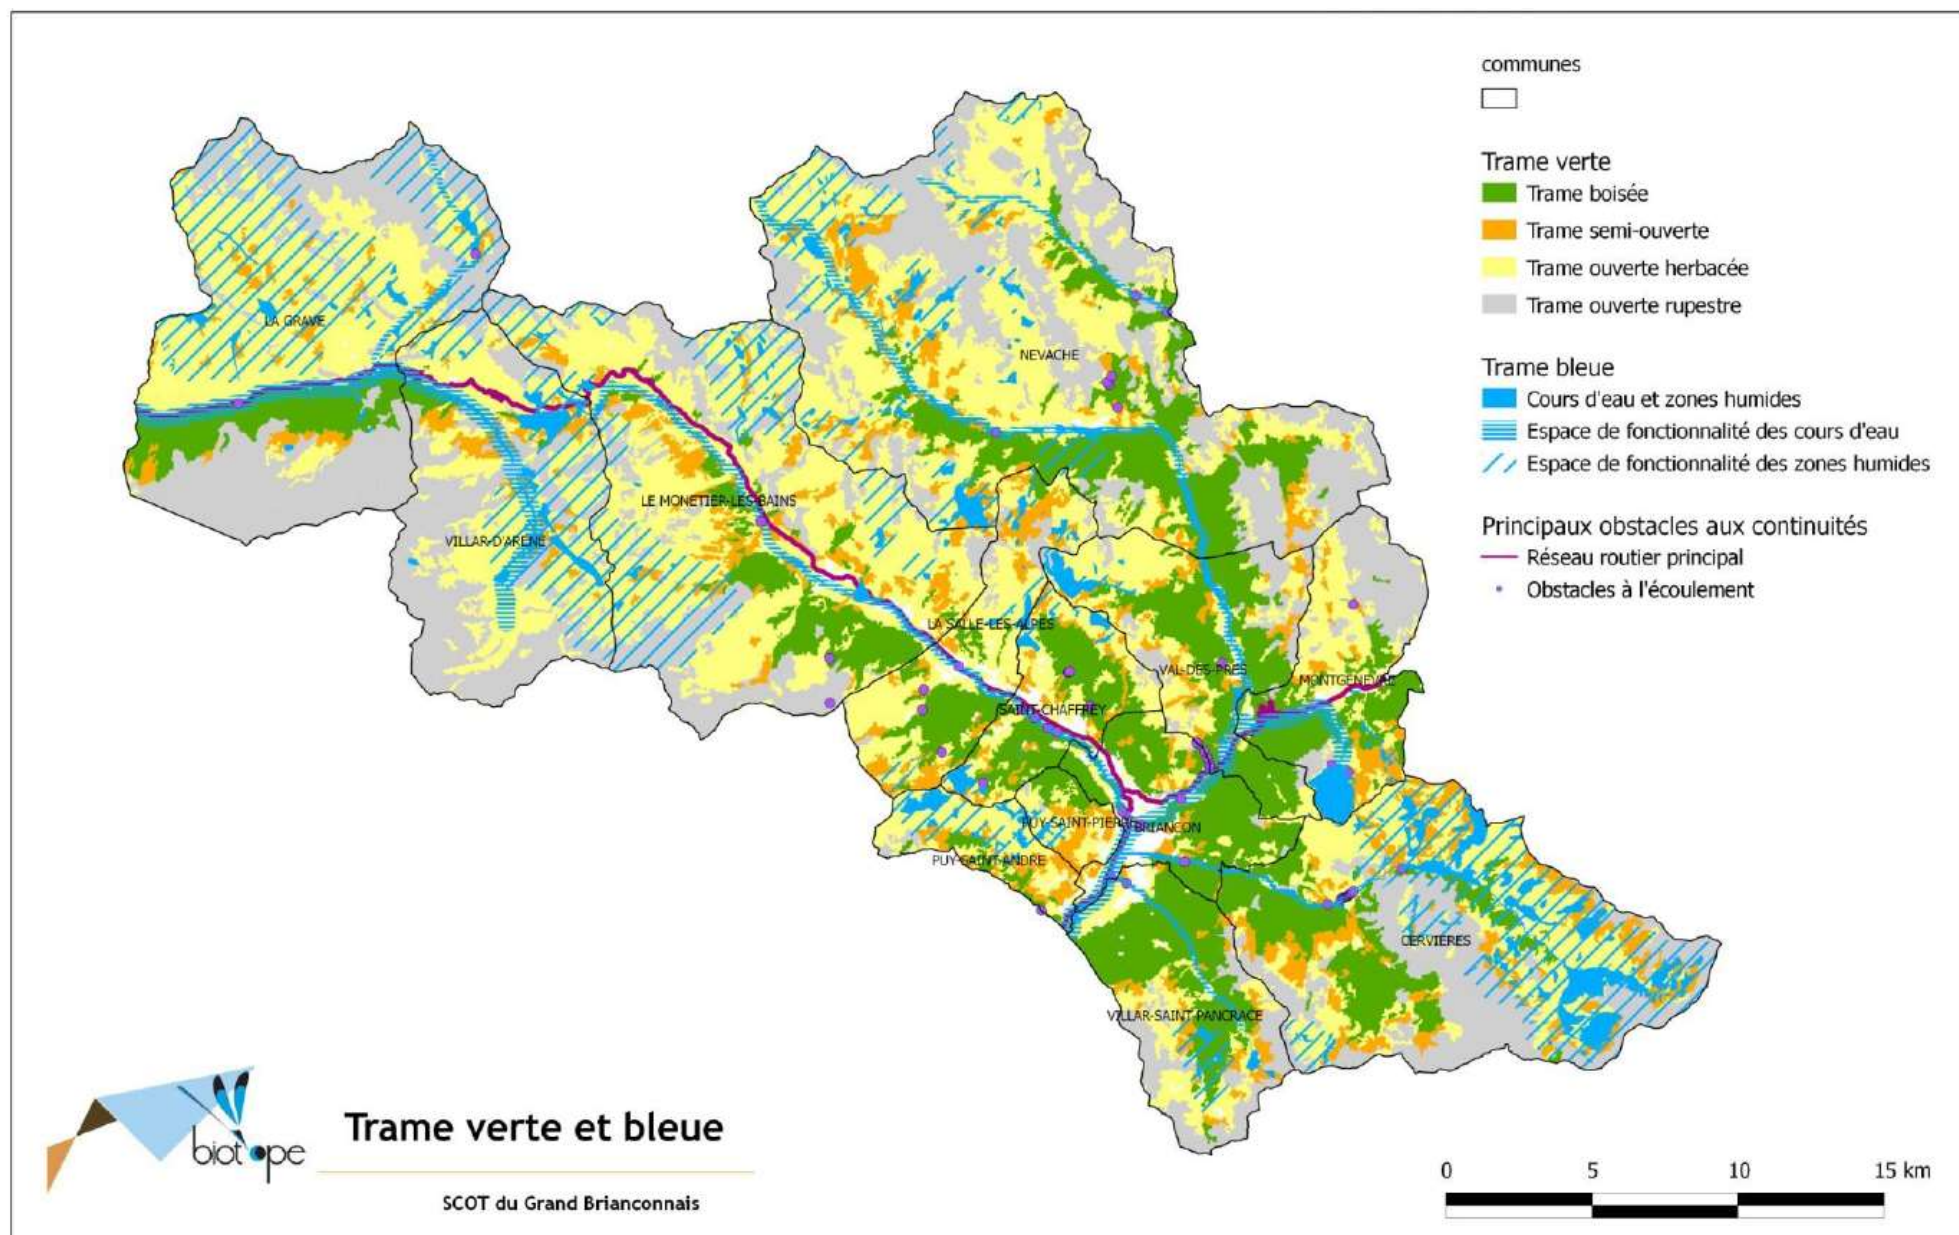 communes
Trame verte
Trame boisée
Trame semi-ouverte
Trame ouverte herbacée
Trame ouverte rupestre
Trame bleue
Cours d'eau et zones humides
Espace de fonctionnalité des cours d'eau
Espace de fonctionnalité des zones humides
Principaux obstacles aux continuités
Réseau routier principal
Obstacles à l'écoulement
LA GRAVE
NEVACHE
LE MONETIER-LES-BAINS
VILLAR-D'ARENE
LA SALLE-LES-ALPES
VAL-DES-PRES
MONTGENEVRE
SAINT-CHAFFREY
PUY-SAINT-PIERRE
BRIANCON
PUY-SAINT-ANDRE
CERVIERES
VILLAR-SAINT-PANCRACE
biotope
Trame verte et bleue
SCOT du Grand Brianconnais
0 5 10 15 km